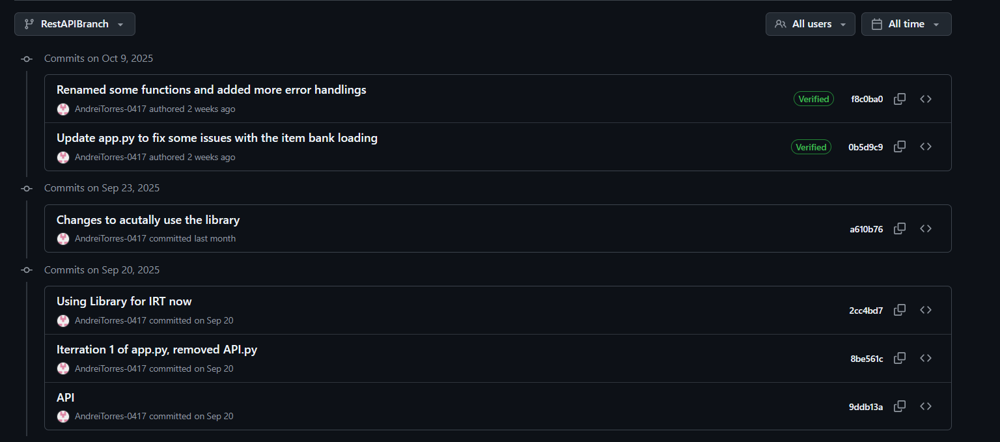 RestAPIBranch
All users
All time
Commits on Oct 9, 2025
Renamed some functions and added more error handlings
AndreiTorres-0417 authored 2 weeks ago
Verified
f8c0ba0
Update app.py to fix some issues with the item bank loading
AndreiTorres-0417 authored 2 weeks ago
Verified
0b5d9c9
Commits on Sep 23, 2025
Changes to acutally use the library
AndreiTorres-0417 committed last month
a610b76
Commits on Sep 20, 2025
Using Library for IRT now
AndreiTorres-0417 committed on Sep 20
2cc4bd7
Iterration 1 of app.py, removed API.py
AndreiTorres-0417 committed on Sep 20
8be561c
API
AndreiTorres-0417 committed on Sep 20
9ddb13a